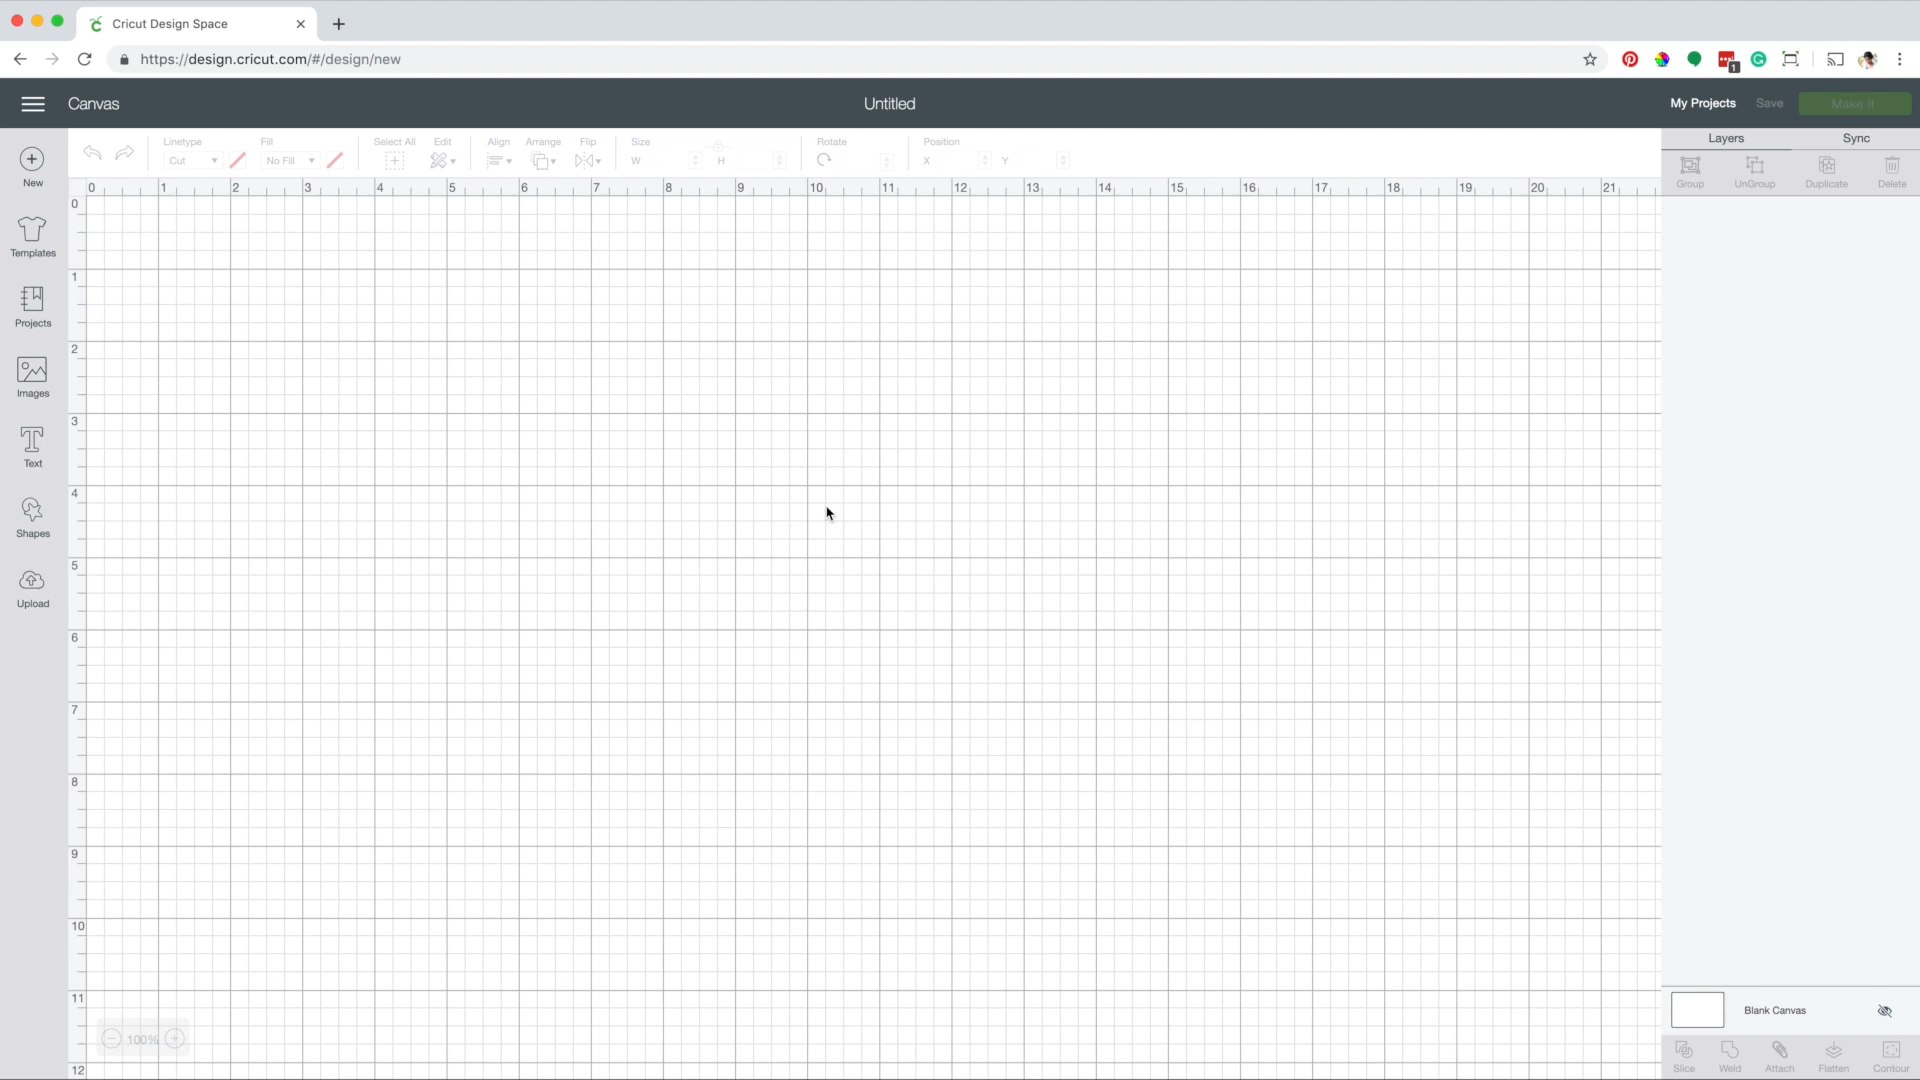 Cricut Design Space
https://design.cricut.com/#/design/new
1
Canvas
Untitled
My Projects
Save
Make It
Linetype
Fill
Select All
Edit
Align
Arrange
Flip
Size
Rotate
Position
Cut
No Fill
W
H
X
Y
Layers
Sync
Group
UnGroup
Duplicate
Delete
0 1 2 3 4 5 6 7 8 9 10 11 12 13 14 15 16 17 18 19 20 21
0
1
2
3
4
5
6
7
8
9
10
11
12
New
Templates
Projects
Images
Text
Shapes
Upload
100%
Blank Canvas
Slice
Weld
Attach
Flatten
Contour